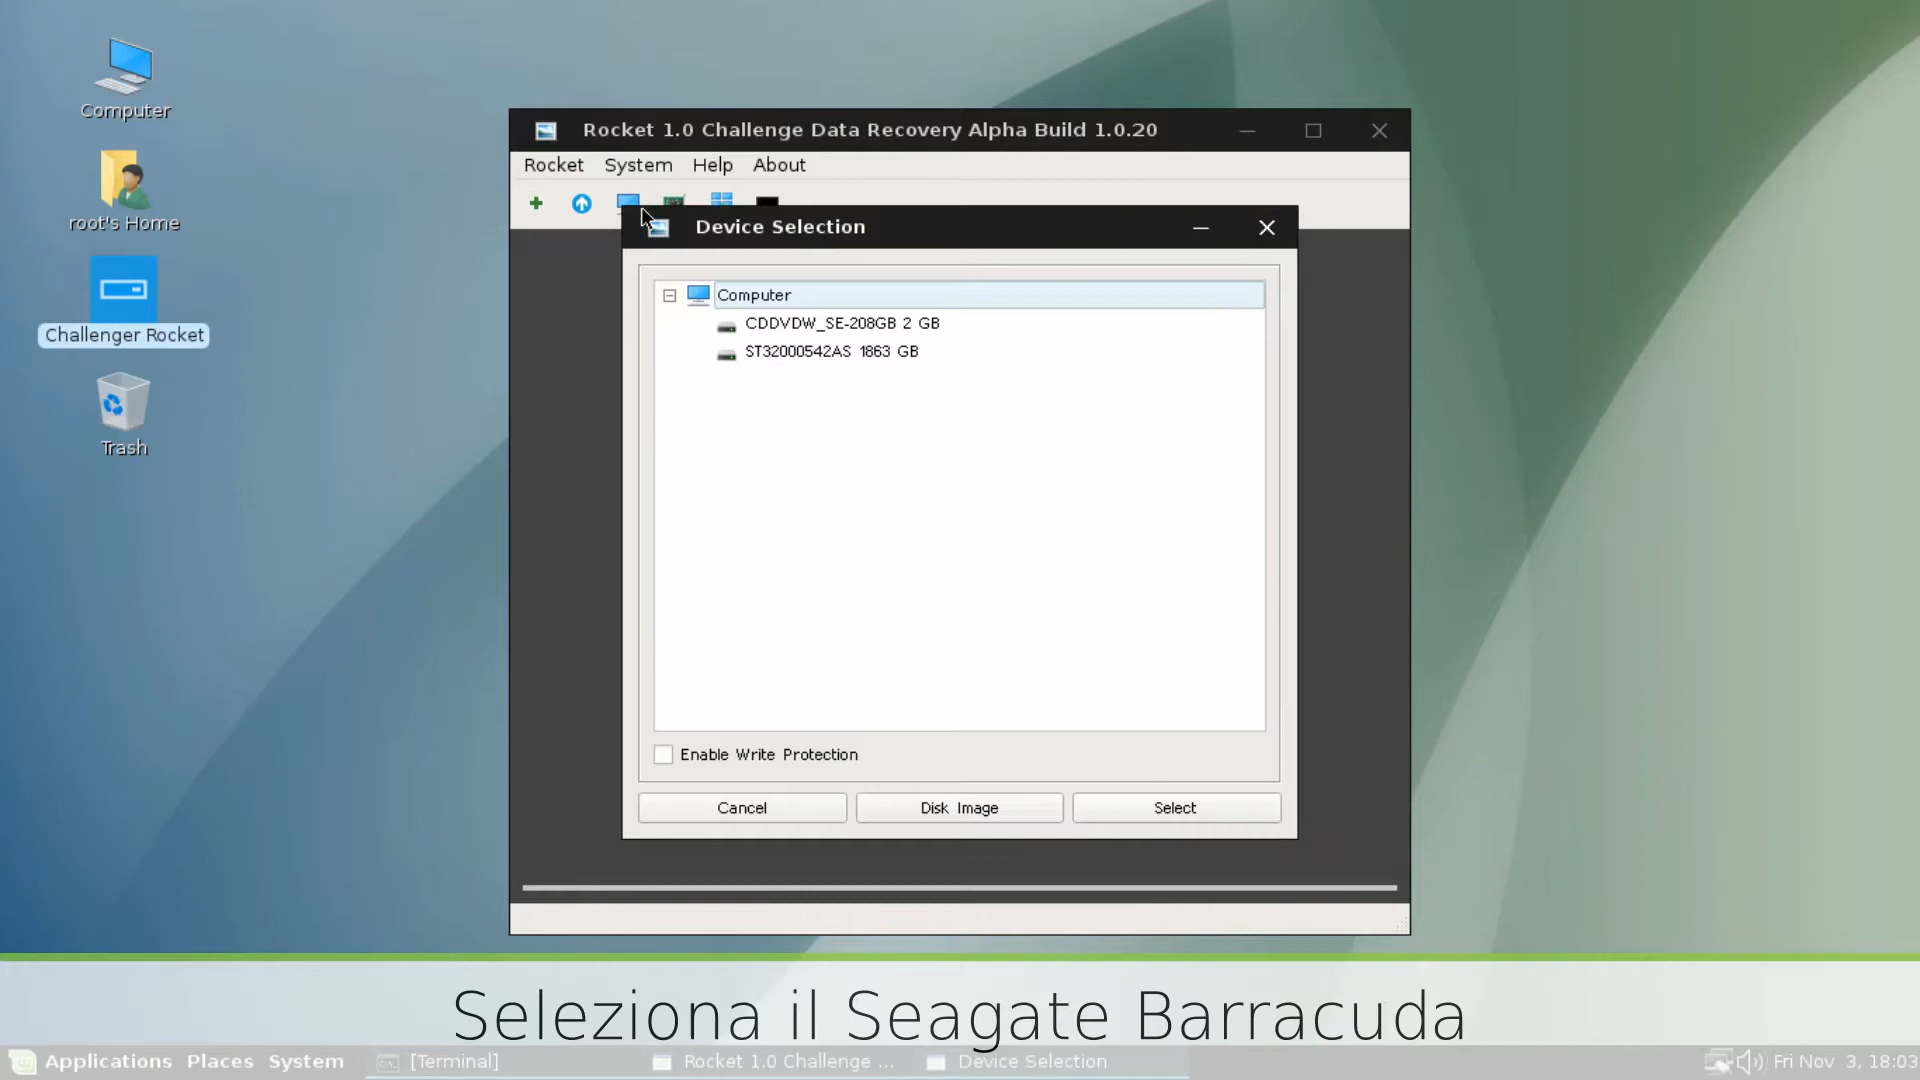 Computer
root's Home
Challenger Rocket
Trash
Rocket 1.0 Challenge Data Recovery Alpha Build 1.0.20
Rocket System Help About
Device Selection
Computer
CDDVDW_SE-208GB 2 GB
ST32000542AS 1863 GB
Enable Write Protection
Cancel Disk Image Select
Seleziona il Seagate Barracuda
Applications Places System [Terminal] Rocket 1.0 Challenge ... Device Selection Fri Nov 3, 18:03